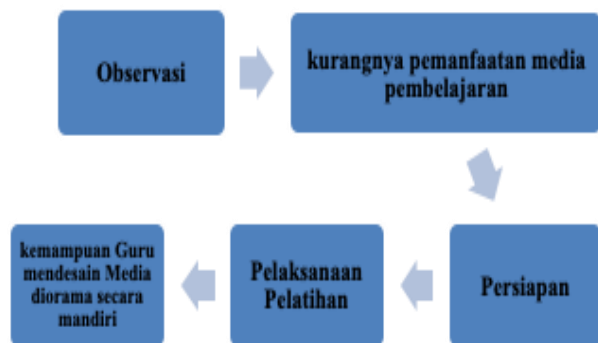 Observasi
kurangnya pemanfaatan media
pembelajaran
Persiapan
Pelaksanaan
Pelatihan
kemampuan Guru
mendesain Media
diorama secara
mandiri